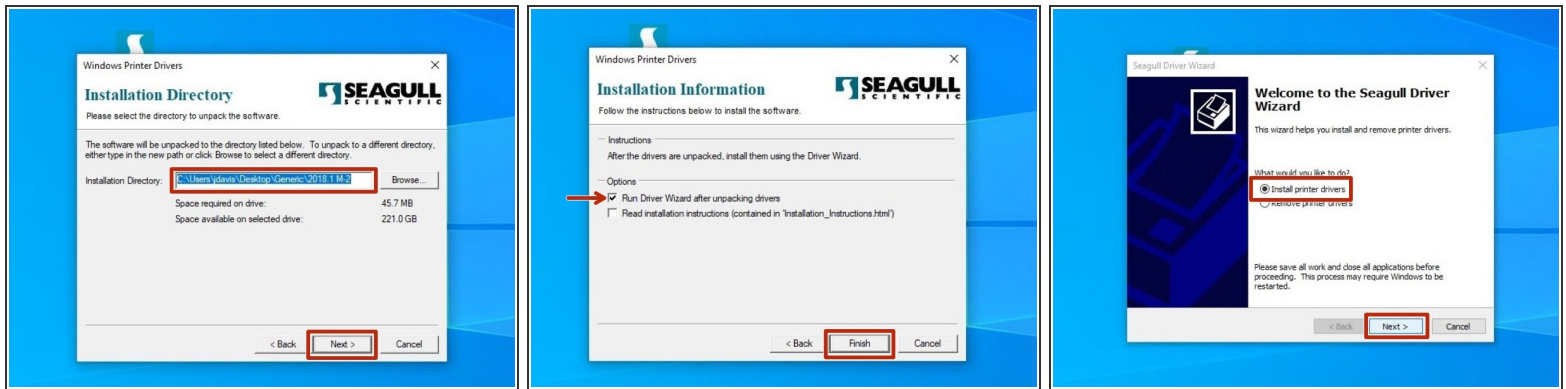 Windows Printer Drivers
Installation Directory
SEAGULL
SCIENTIFIC
Please select the directory to unpack the software.
The software will be unpacked to the directory listed below. To unpack to a different directory,
either type in the new path or click Browse to select a different directory.
Installation Directory: C:\Users\jdavis\Desktop\Generic\2018.1 M-2 Browse...
Space required on drive: 45.7 MB
Space available on selected drive: 221.0 GB
< Back Next > Cancel
Windows Printer Drivers
Installation Information
SEAGULL
SCIENTIFIC
Follow the instructions below to install the software.
Instructions
After the drivers are unpacked, install them using the Driver Wizard.
Options
Run Driver Wizard after unpacking drivers
Read installation instructions (contained in 'Installation_Instructions.html')
< Back Finish Cancel
Seagull Driver Wizard
Welcome to the Seagull Driver
Wizard
This wizard helps you install and remove printer drivers.
What would you like to do?
Install printer drivers
Remove printer drivers
Please save all work and close all applications before
proceeding. This process may require Windows to be
restarted.
< Back Next > Cancel